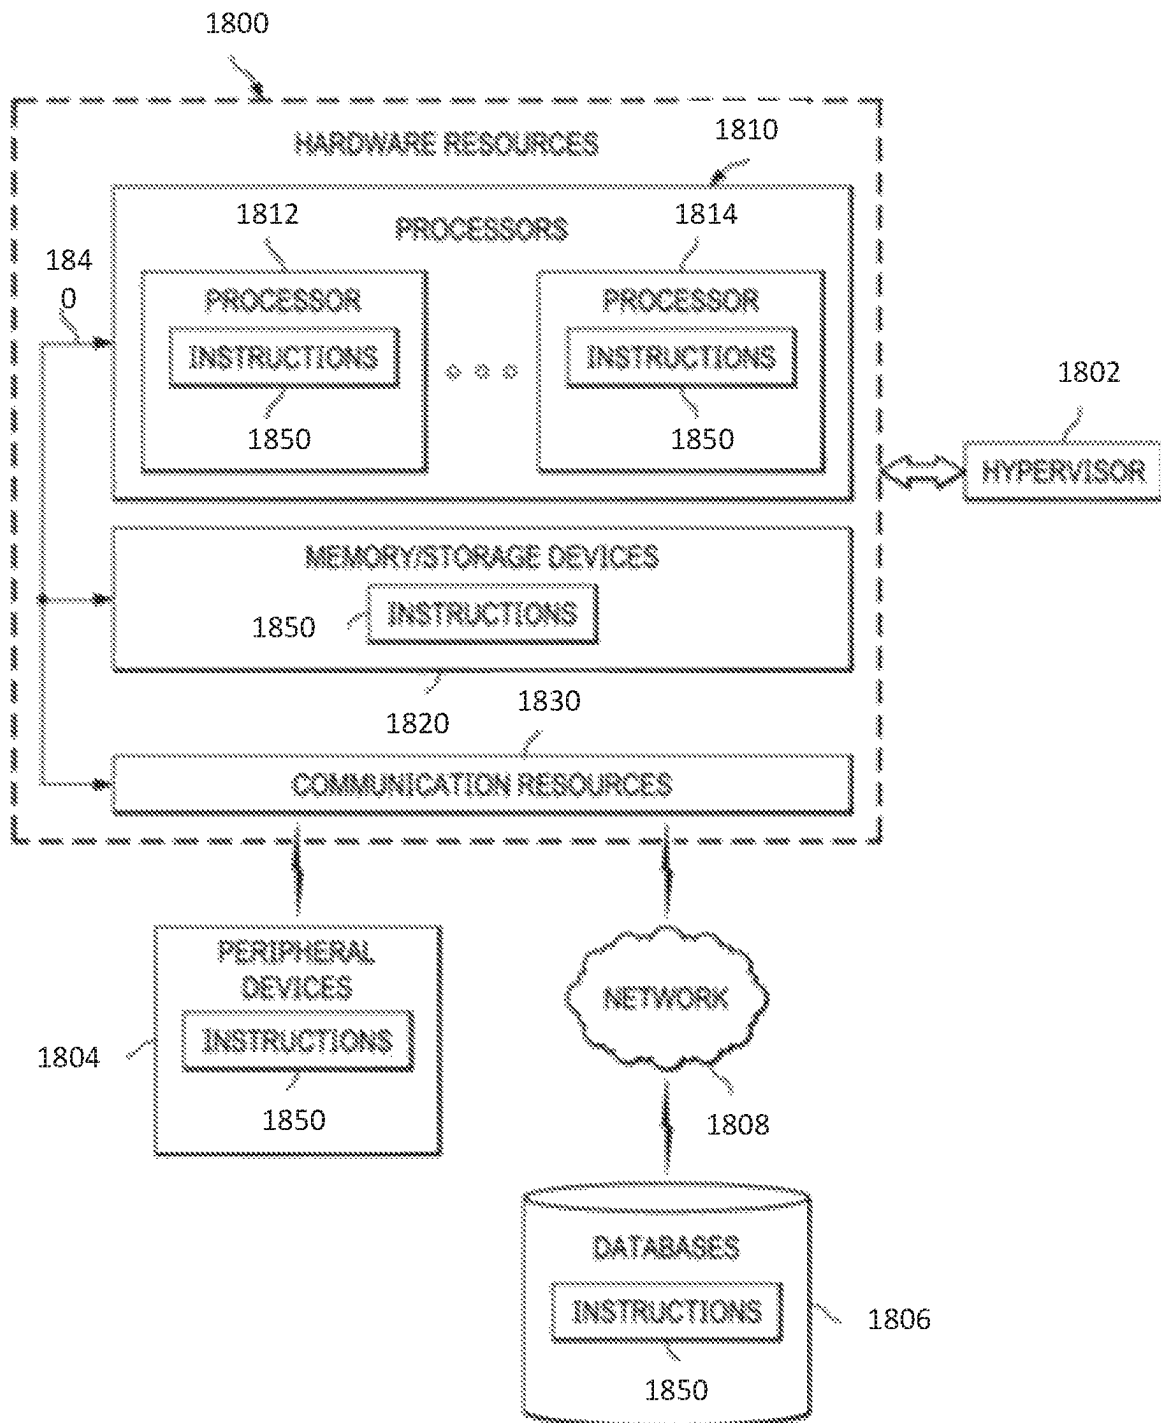 1800
HARDWARE RESOURCES
1810
1812
PROCESSORS
1814
184
0
PROCESSOR
INSTRUCTIONS
1850
PROCESSOR
INSTRUCTIONS
1850
1802
HYPERVISOR
MEMORY/STORAGE DEVICES
1850
INSTRUCTIONS
1820
1830
COMMUNICATION RESOURCES
PERIPHERAL
DEVICES
INSTRUCTIONS
1804
1850
NETWORK
1808
DATABASES
INSTRUCTIONS
1806
1850